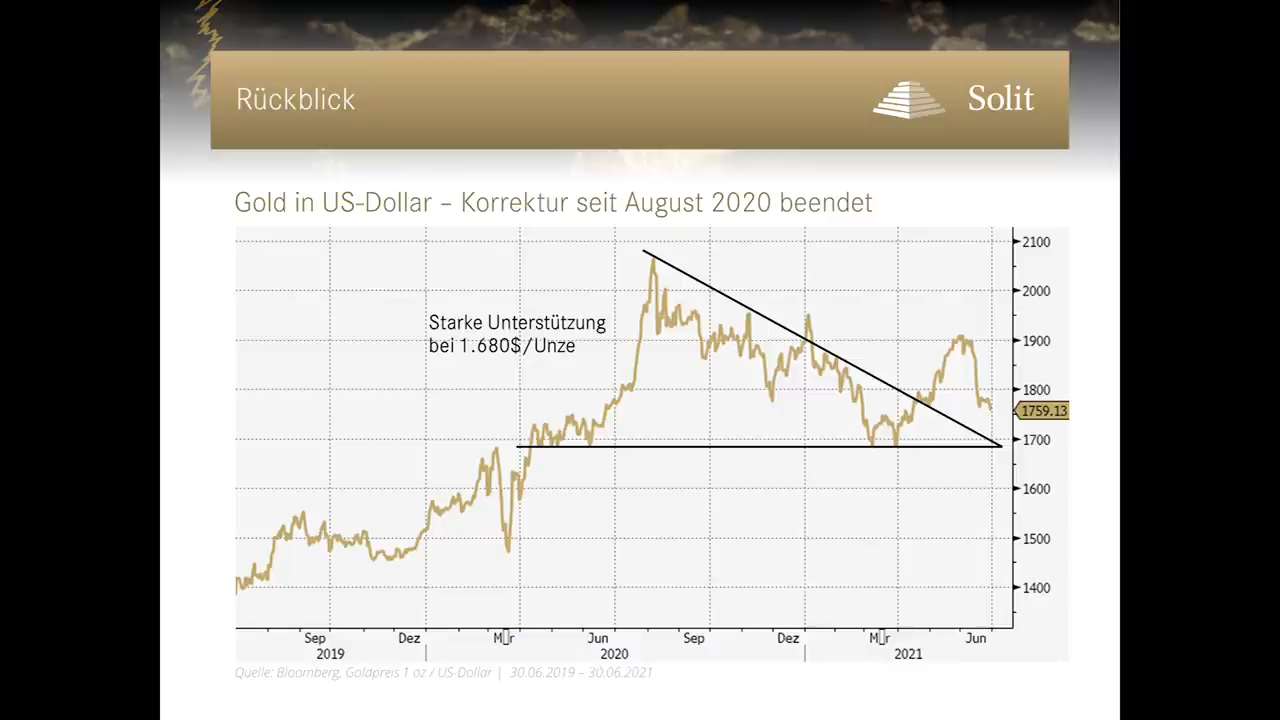 Rückblick
Solit
Gold in US-Dollar – Korrektur seit August 2020 beendet
Starke Unterstützung
bei 1.680$/Unze
2100
2000
1900
1800
1759.13
1700
1600
1500
1400
Sep Dez M▯r Jun Sep Dez M▯r Jun
2019 2020 2021
Quelle: Bloomberg, Goldpreis 1 oz / US-Dollar | 30.06.2019 – 30.06.2021